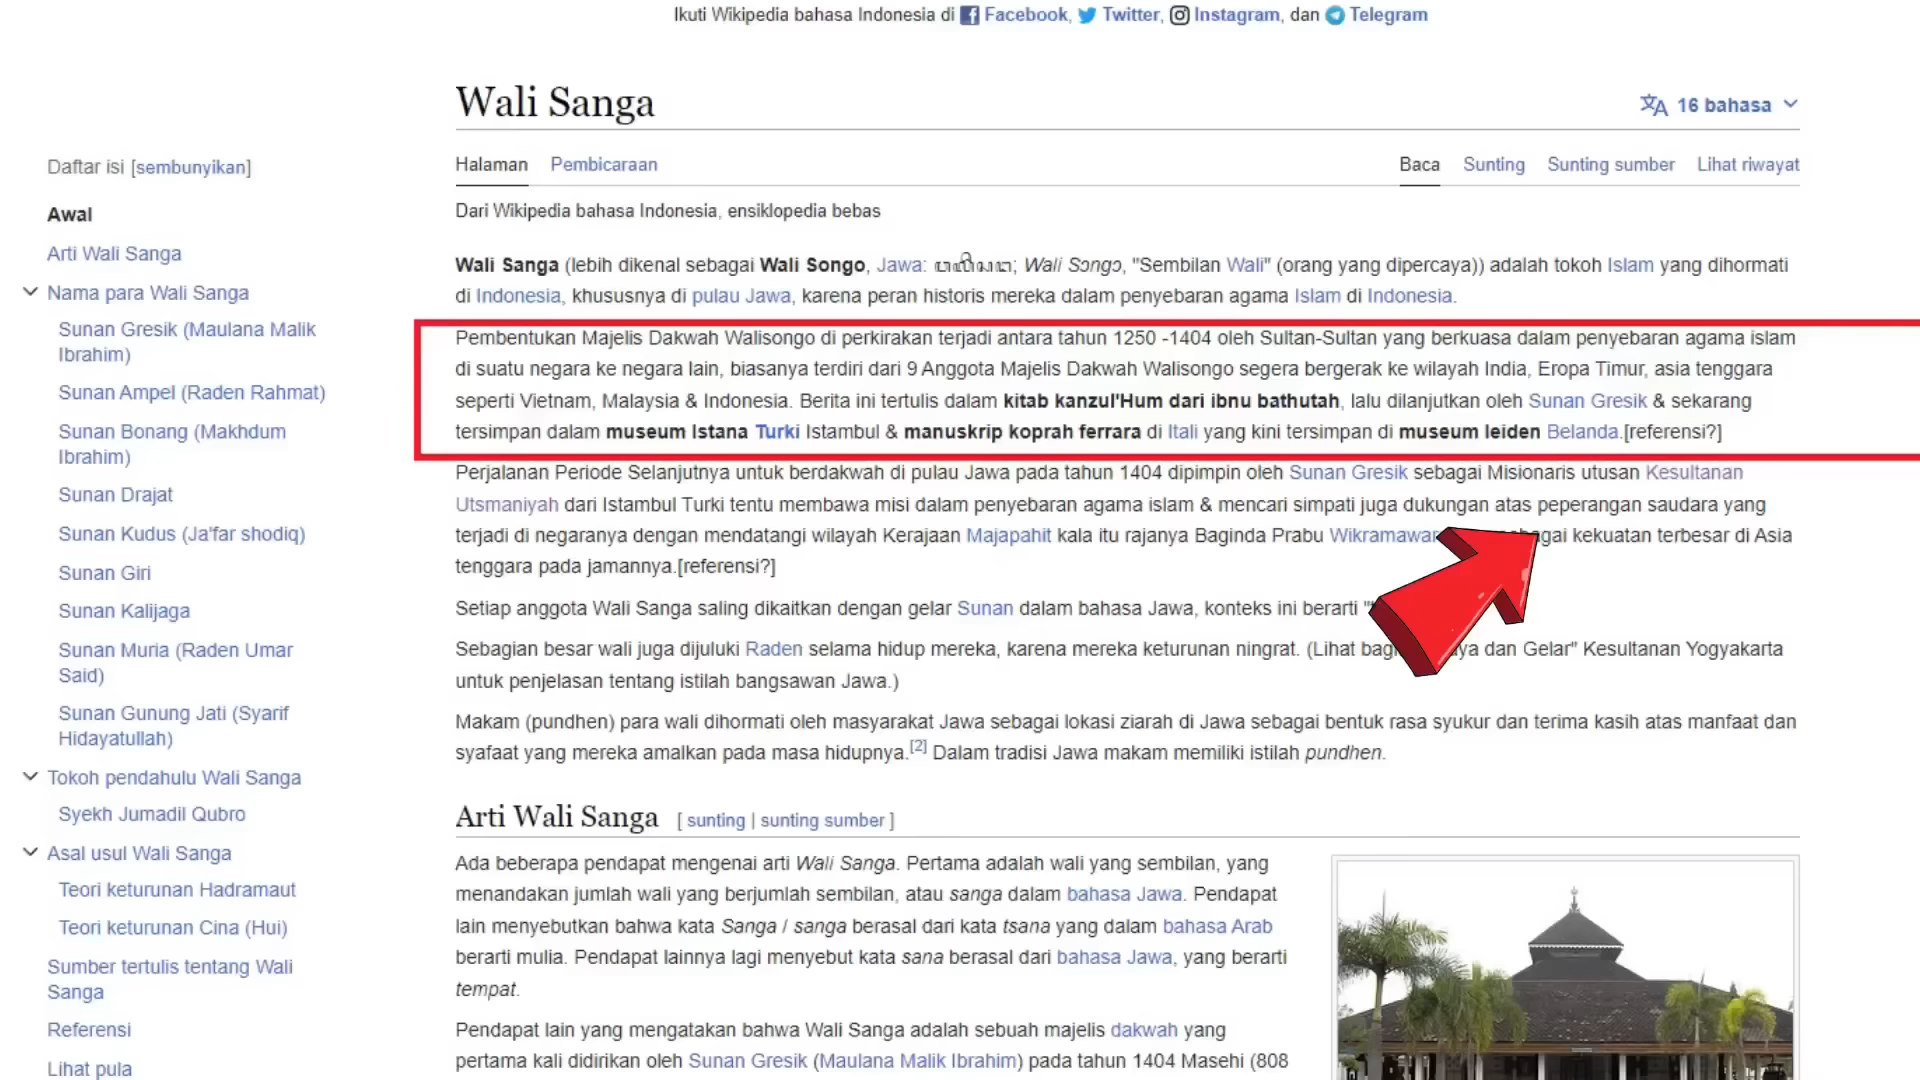 Ikuti Wikipedia bahasa Indonesia di Facebook, Twitter, Instagram, dan Telegram
Wali Sanga
16 bahasa
Halaman Pembicaraan
Baca Sunting Sunting sumber Lihat riwayat
Daftar isi [sembunyikan]
Awal
Arti Wali Sanga
Nama para Wali Sanga
Sunan Gresik (Maulana Malik
Ibrahim)
Sunan Ampel (Raden Rahmat)
Sunan Bonang (Makhdum
Ibrahim)
Sunan Drajat
Sunan Kudus (Ja'far shodiq)
Sunan Giri
Sunan Kalijaga
Sunan Muria (Raden Umar
Said)
Sunan Gunung Jati (Syarif
Hidayatullah)
Tokoh pendahulu Wali Sanga
Syekh Jumadil Qubro
Asal usul Wali Sanga
Teori keturunan Hadramaut
Teori keturunan Cina (Hui)
Sumber tertulis tentang Wali
Sanga
Referensi
Lihat pula
Dari Wikipedia bahasa Indonesia, ensiklopedia bebas
Wali Sanga (lebih dikenal sebagai Wali Songo, Jawa: ; Wali Sɔngɔ, "Sembilan Wali" (orang yang dipercaya)) adalah tokoh Islam yang dihormati
di Indonesia, khususnya di pulau Jawa, karena peran historis mereka dalam penyebaran agama Islam di Indonesia.
Pembentukan Majelis Dakwah Walisongo di perkirakan terjadi antara tahun 1250 -1404 oleh Sultan-Sultan yang berkuasa dalam penyebaran agama islam
di suatu negara ke negara lain, biasanya terdiri dari 9 Anggota Majelis Dakwah Walisongo segera bergerak ke wilayah India, Eropa Timur, asia tenggara
seperti Vietnam, Malaysia & Indonesia. Berita ini tertulis dalam kitab kanzul'Hum dari ibnu bathutah, lalu dilanjutkan oleh Sunan Gresik & sekarang
tersimpan dalam museum Istana Turki Istambul & manuskrip koprah ferrara di Itali yang kini tersimpan di museum leiden Belanda.[referensi?]
Perjalanan Periode Selanjutnya untuk berdakwah di pulau Jawa pada tahun 1404 dipimpin oleh Sunan Gresik sebagai Misionaris utusan Kesultanan
Utsmaniyah dari Istambul Turki tentu membawa misi dalam penyebaran agama islam & mencari simpati juga dukungan atas peperangan saudara yang
terjadi di negaranya dengan mendatangi wilayah Kerajaan Majapahit kala itu rajanya Baginda Prabu kekuatan terbesar di Asia
tenggara pada jamannya.[referensi?]
Setiap anggota Wali Sanga saling dikaitkan dengan gelar Sunan dalam bahasa Jawa, konteks ini berarti
Sebagian besar wali juga dijuluki Raden selama hidup mereka, karena mereka keturunan ningrat. (Lihat dan Gelar" Kesultanan Yogyakarta
untuk penjelasan tentang istilah bangsawan Jawa.)
Makam (pundhen) para wali dihormati oleh masyarakat Jawa sebagai lokasi ziarah di Jawa sebagai bentuk rasa syukur dan terima kasih atas manfaat dan
syafaat yang mereka amalkan pada masa hidupnya.[2] Dalam tradisi Jawa makam memiliki istilah pundhen.
Arti Wali Sanga [ sunting | sunting sumber ]
Ada beberapa pendapat mengenai arti Wali Sanga. Pertama adalah wali yang sembilan, yang
menandakan jumlah wali yang berjumlah sembilan, atau sanga dalam bahasa Jawa. Pendapat
lain menyebutkan bahwa kata Sanga / sanga berasal dari kata tsana yang dalam bahasa Arab
berarti mulia. Pendapat lainnya lagi menyebut kata sana berasal dari bahasa Jawa, yang berarti
tempat.
Pendapat lain yang mengatakan bahwa Wali Sanga adalah sebuah majelis dakwah yang
pertama kali didirikan oleh Sunan Gresik (Maulana Malik Ibrahim) pada tahun 1404 Masehi (808